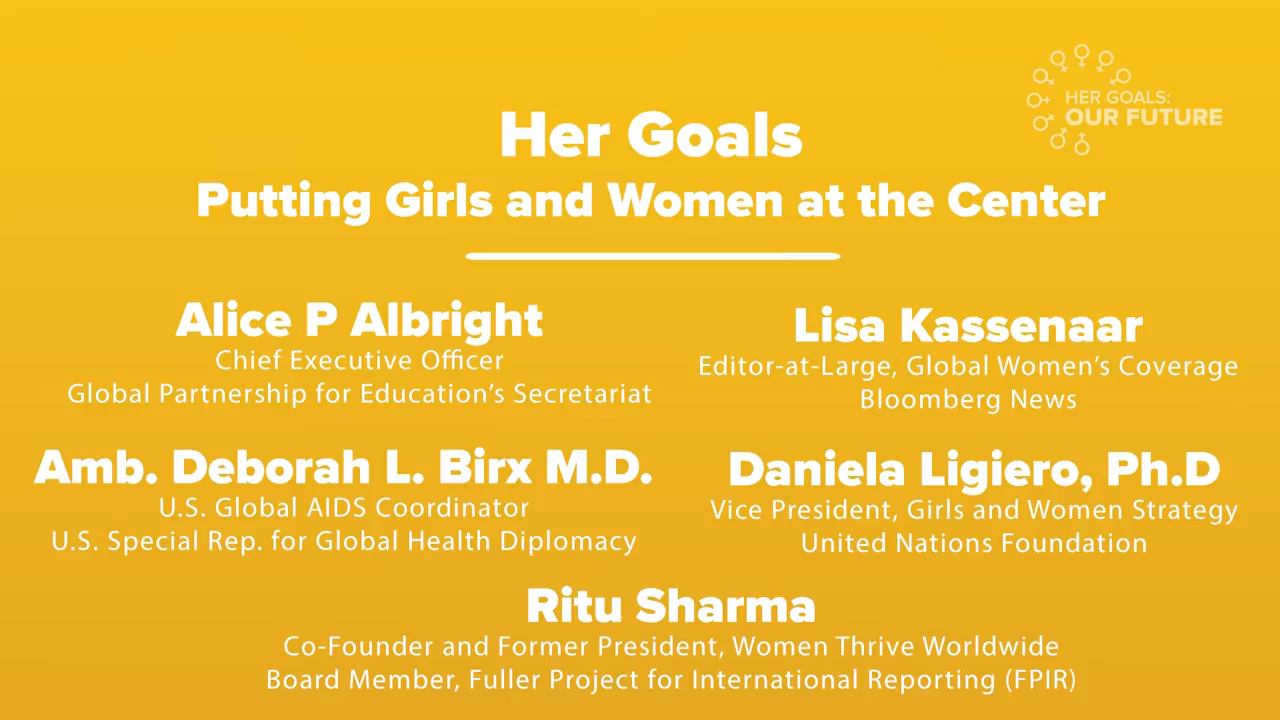 HER GOALS:
OUR FUTURE
Her Goals
Putting Girls and Women at the Center
Alice P Albright
Chief Executive Officer
Global Partnership for Education’s Secretariat
Lisa Kassenaar
Editor-at-Large, Global Women’s Coverage
Bloomberg News
Amb. Deborah L. Birx M.D.
U.S. Global AIDS Coordinator
U.S. Special Rep. for Global Health Diplomacy
Daniela Ligiero, Ph.D
Vice President, Girls and Women Strategy
United Nations Foundation
Ritu Sharma
Co-Founder and Former President, Women Thrive Worldwide
Board Member, Fuller Project for International Reporting (FPIR)